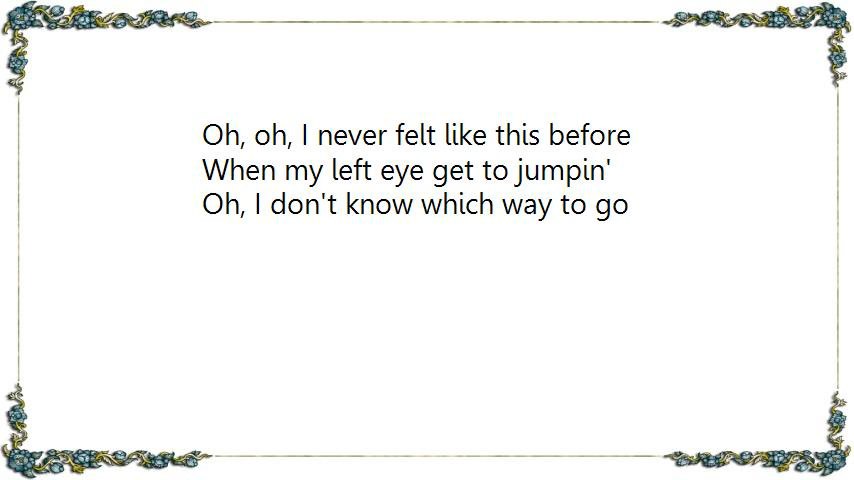 Oh, oh, I never felt like this before
When my left eye get to jumpin'
Oh, I don't know which way to go